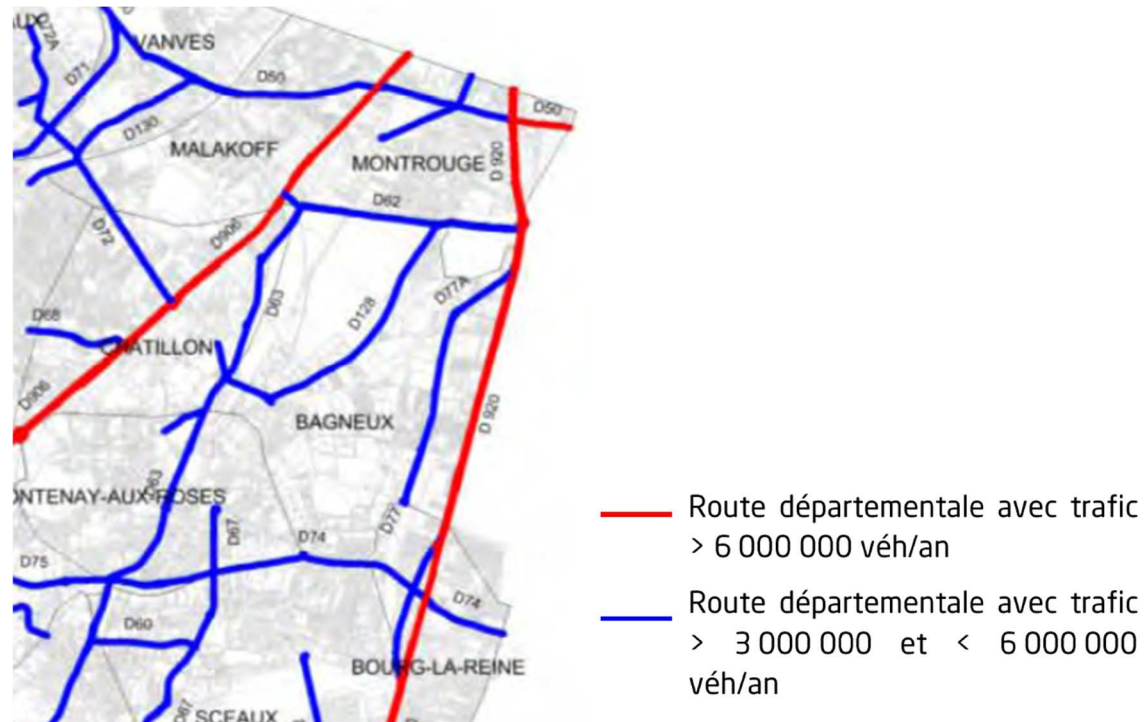 D72A
VANVES
D71
D50
D50
D130
MALAKOFF
MONTROUGE
D 920
D62
D72
D906
D77A
D63
D128
D68
CHATILLON
D906
D 920
BAGNEUX
D63
ONTENAY-AUX-ROSES
D77
D67
D74
D75
D74
D60
BOURG-LA-REINE
D67
SCEAUX
Route départementale avec trafic
> 6 000 000 véh/an
Route départementale avec trafic
> 3 000 000 et < 6 000 000
véh/an